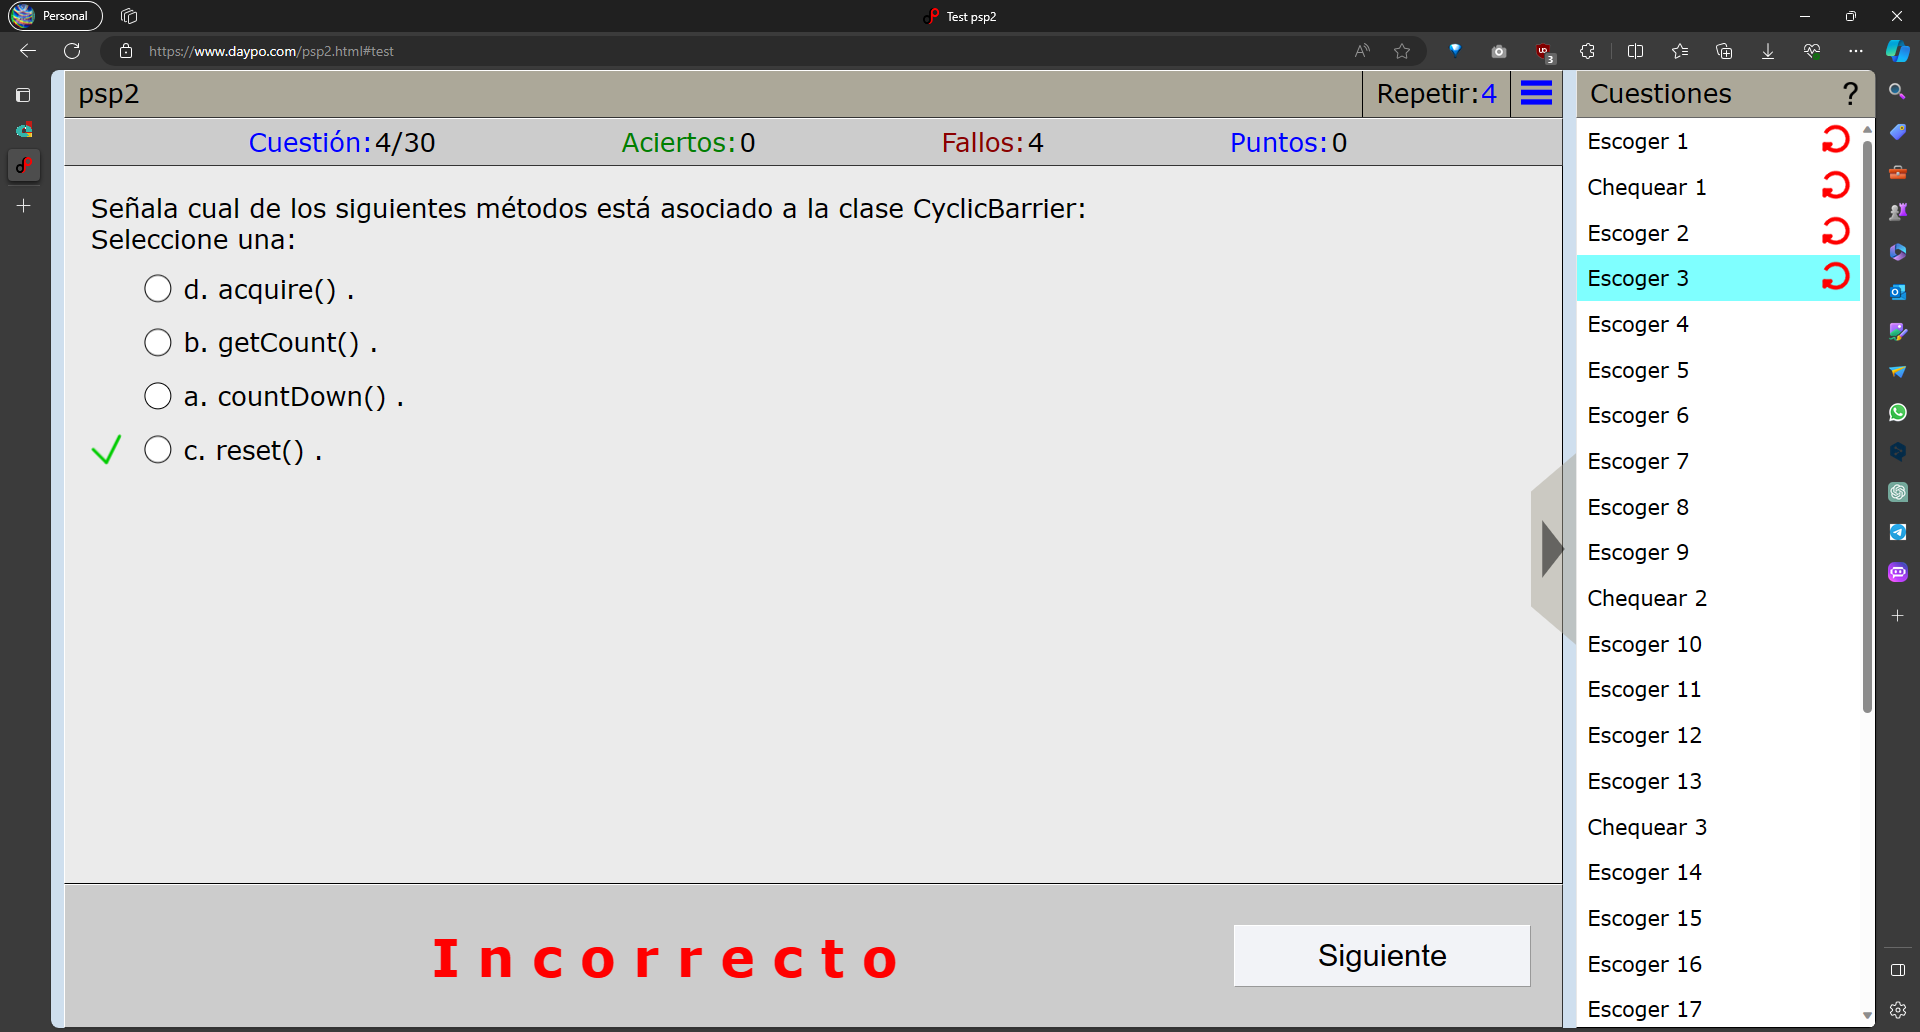 Personal
Test psp2
https://www.daypo.com/psp2.html#test
3
psp2
Repetir:4
Cuestión:4/30
Aciertos:0
Fallos:4
Puntos:0
Señala cual de los siguientes métodos está asociado a la clase CyclicBarrier:
Seleccione una:
d. acquire() .
b. getCount() .
a. countDown() .
c. reset() .
Incorrecto
Siguiente
Cuestiones ?
Escoger 1
Chequear 1
Escoger 2
Escoger 3
Escoger 4
Escoger 5
Escoger 6
Escoger 7
Escoger 8
Escoger 9
Chequear 2
Escoger 10
Escoger 11
Escoger 12
Escoger 13
Chequear 3
Escoger 14
Escoger 15
Escoger 16
Escoger 17